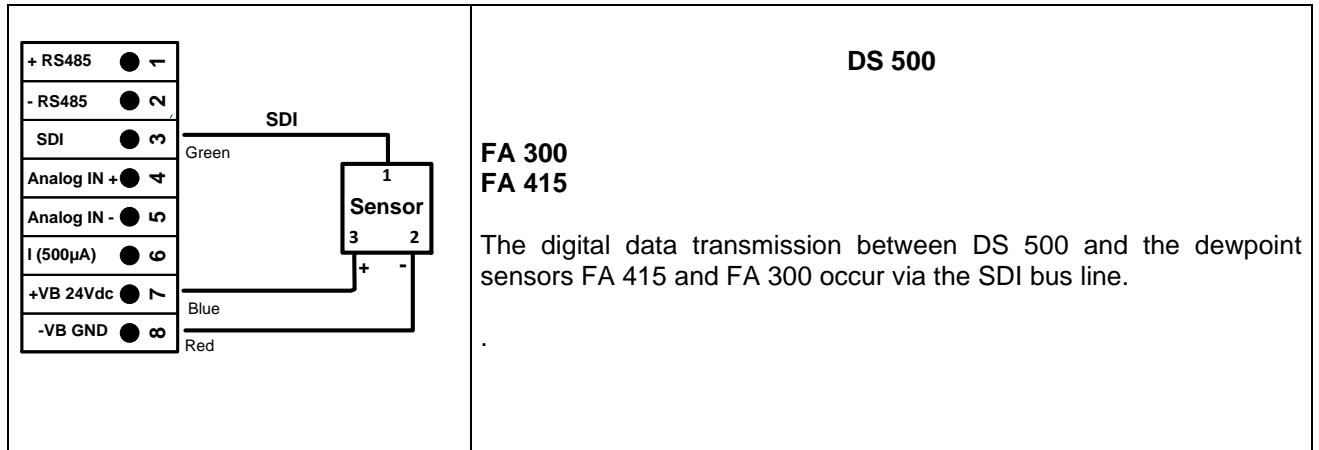 + RS485 1
- RS485 2
SDI 3
Analog IN + 4
Analog IN - 5
I (500µA) 6
+VB 24Vdc 7
-VB GND 8
SDI
Green
1
Sensor
3 2
+ -
Blue
Red
DS 500
FA 300
FA 415
The digital data transmission between DS 500 and the dewpoint
sensors FA 415 and FA 300 occur via the SDI bus line.
.